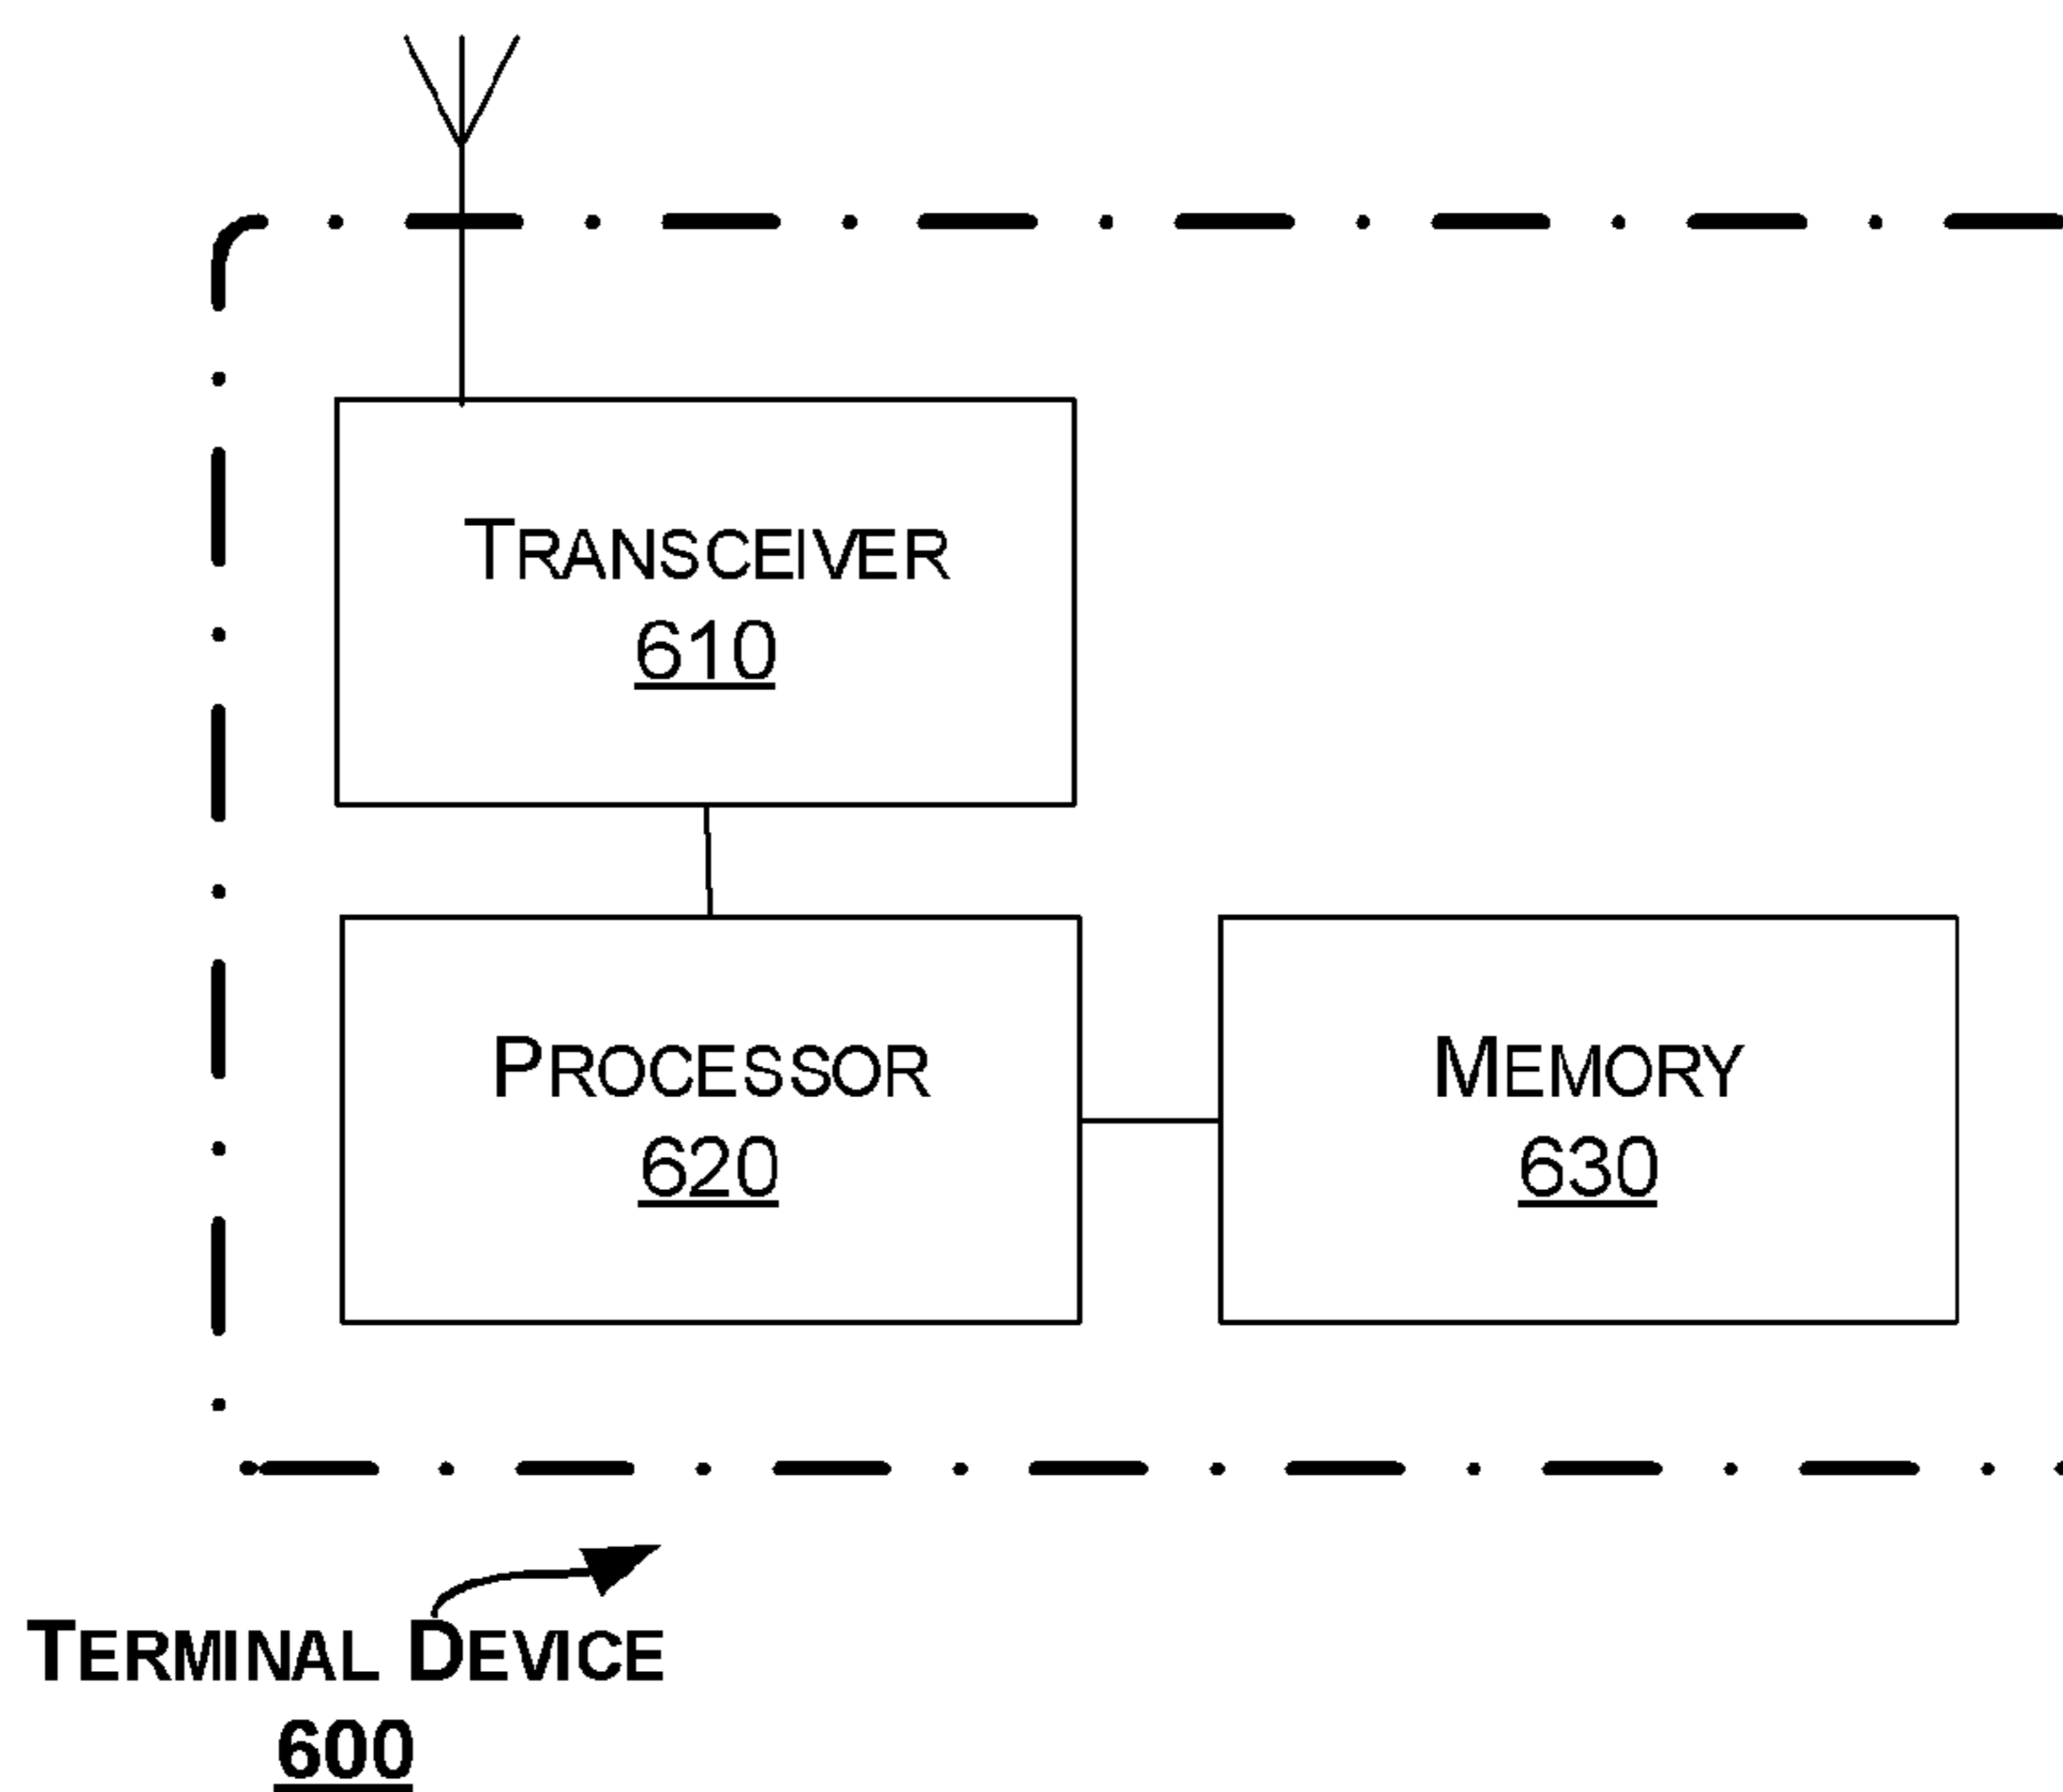 TRANSCEIVER
610
PROCESSOR
620
MEMORY
630
TERMINAL DEVICE
600